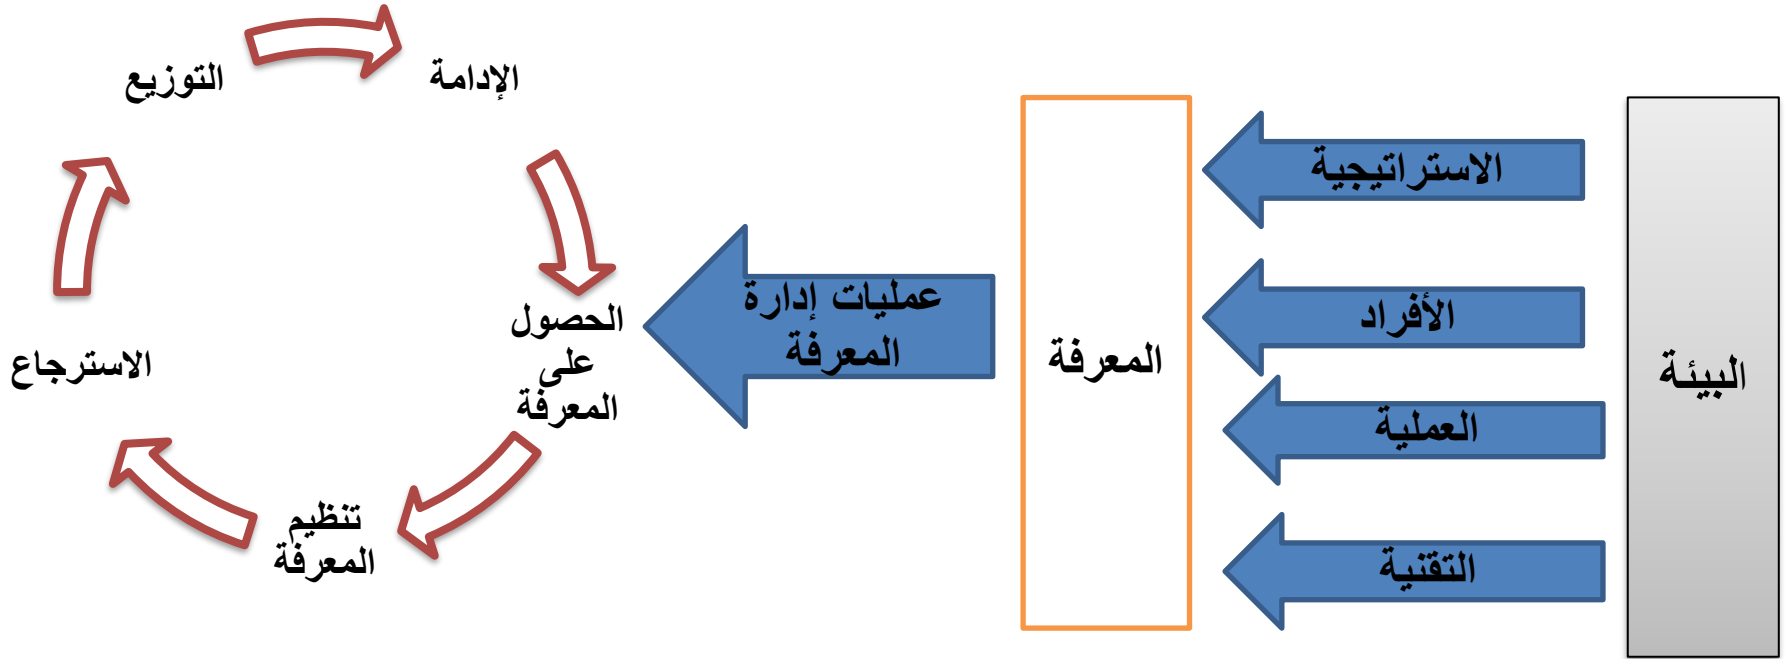 البيئة
الاستراتيجية
الأفراد
العملية
التقنية
المعرفة
عمليات إدارة
المعرفة
الحصول
على
المعرفة
تنظيم
المعرفة
الاسترجاع
التوزيع
الإدامة